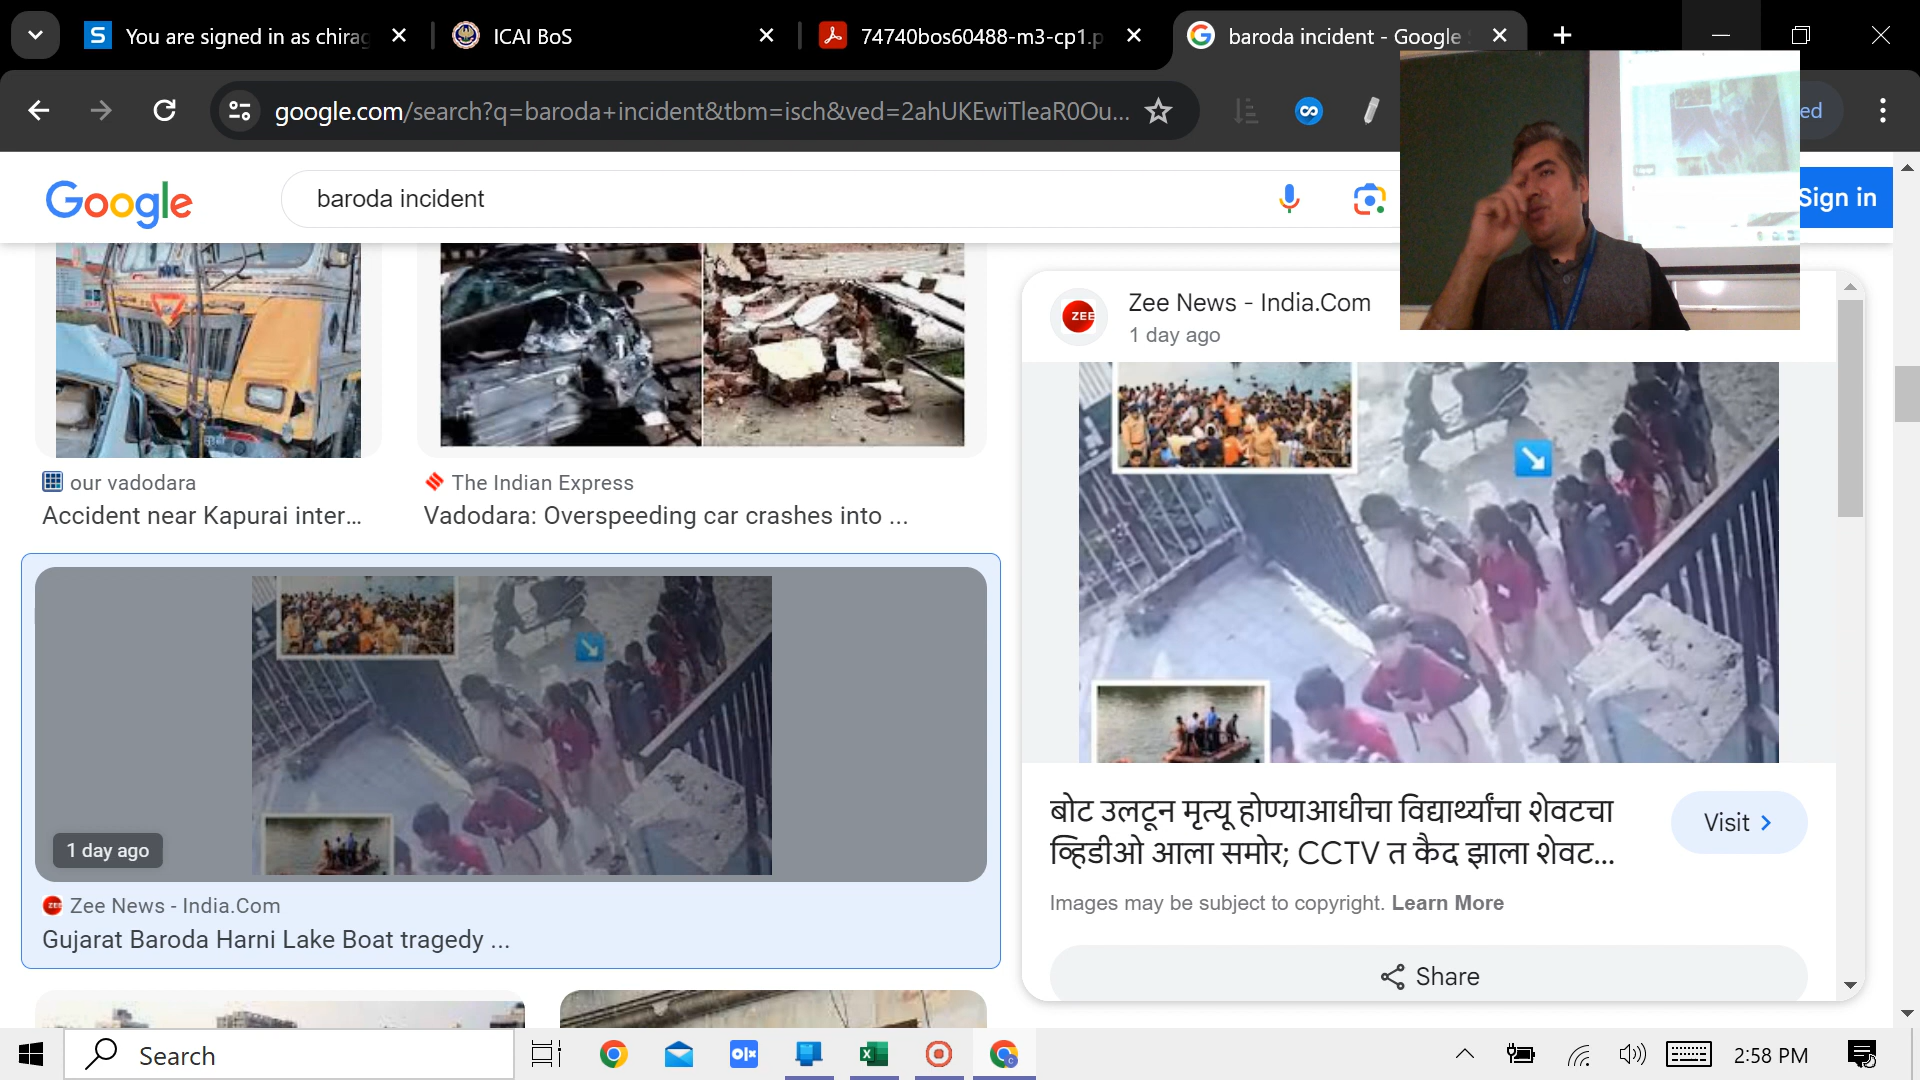 You are signed in as chirag
ICAI BoS
74740bos60488-m3-cp1.p
baroda incident - Google
google.com/search?q=baroda+incident&tbm=isch&ved=2ahUKEwiTleaR0Ou...
ed
Google
baroda incident
Sign in
our vadodara
Accident near Kapurai inter...
The Indian Express
Vadodara: Overspeeding car crashes into ...
1 day ago
Zee News - India.Com
Gujarat Baroda Harni Lake Boat tragedy ...
ZEE
Zee News - India.Com
1 day ago
बोट उलटून मृत्यू होण्याआधीचा विद्यार्थ्यांचा शेवटचा
व्हिडीओ आला समोर; CCTV त कैद झाला शेवट...
Visit
Images may be subject to copyright. Learn More
Share
Search
2:58 PM